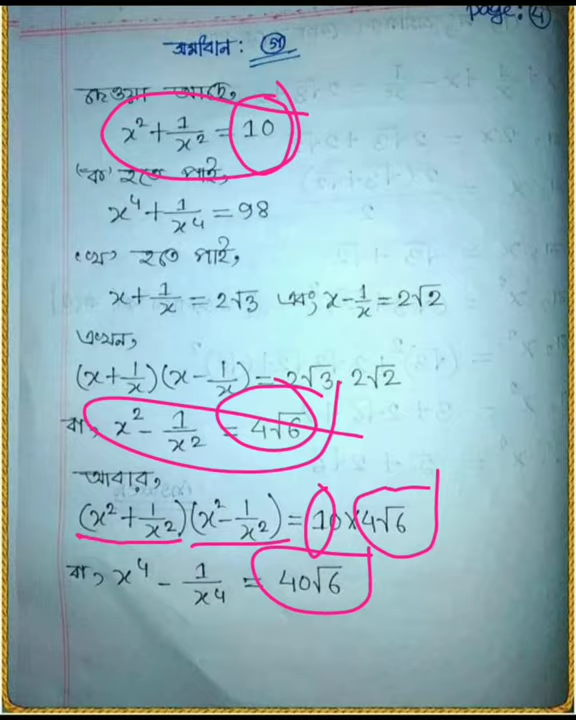 page: ④
সমাধান: (গ)
দেওয়া আছে,
x² + 1/x² = 10
'ক' হতে পাই,
x⁴ + 1/x⁴ = 98
'খ' হতে পাই,
x + 1/x = 2√3 এবং x - 1/x = 2√2
এখন,
(x + 1/x)(x - 1/x) = 2√3 . 2√2
বা, x² - 1/x² = 4√6
আবার,
(x² + 1/x²)(x² - 1/x²) = 10 × 4√6
বা, x⁴ - 1/x⁴ = 40√6